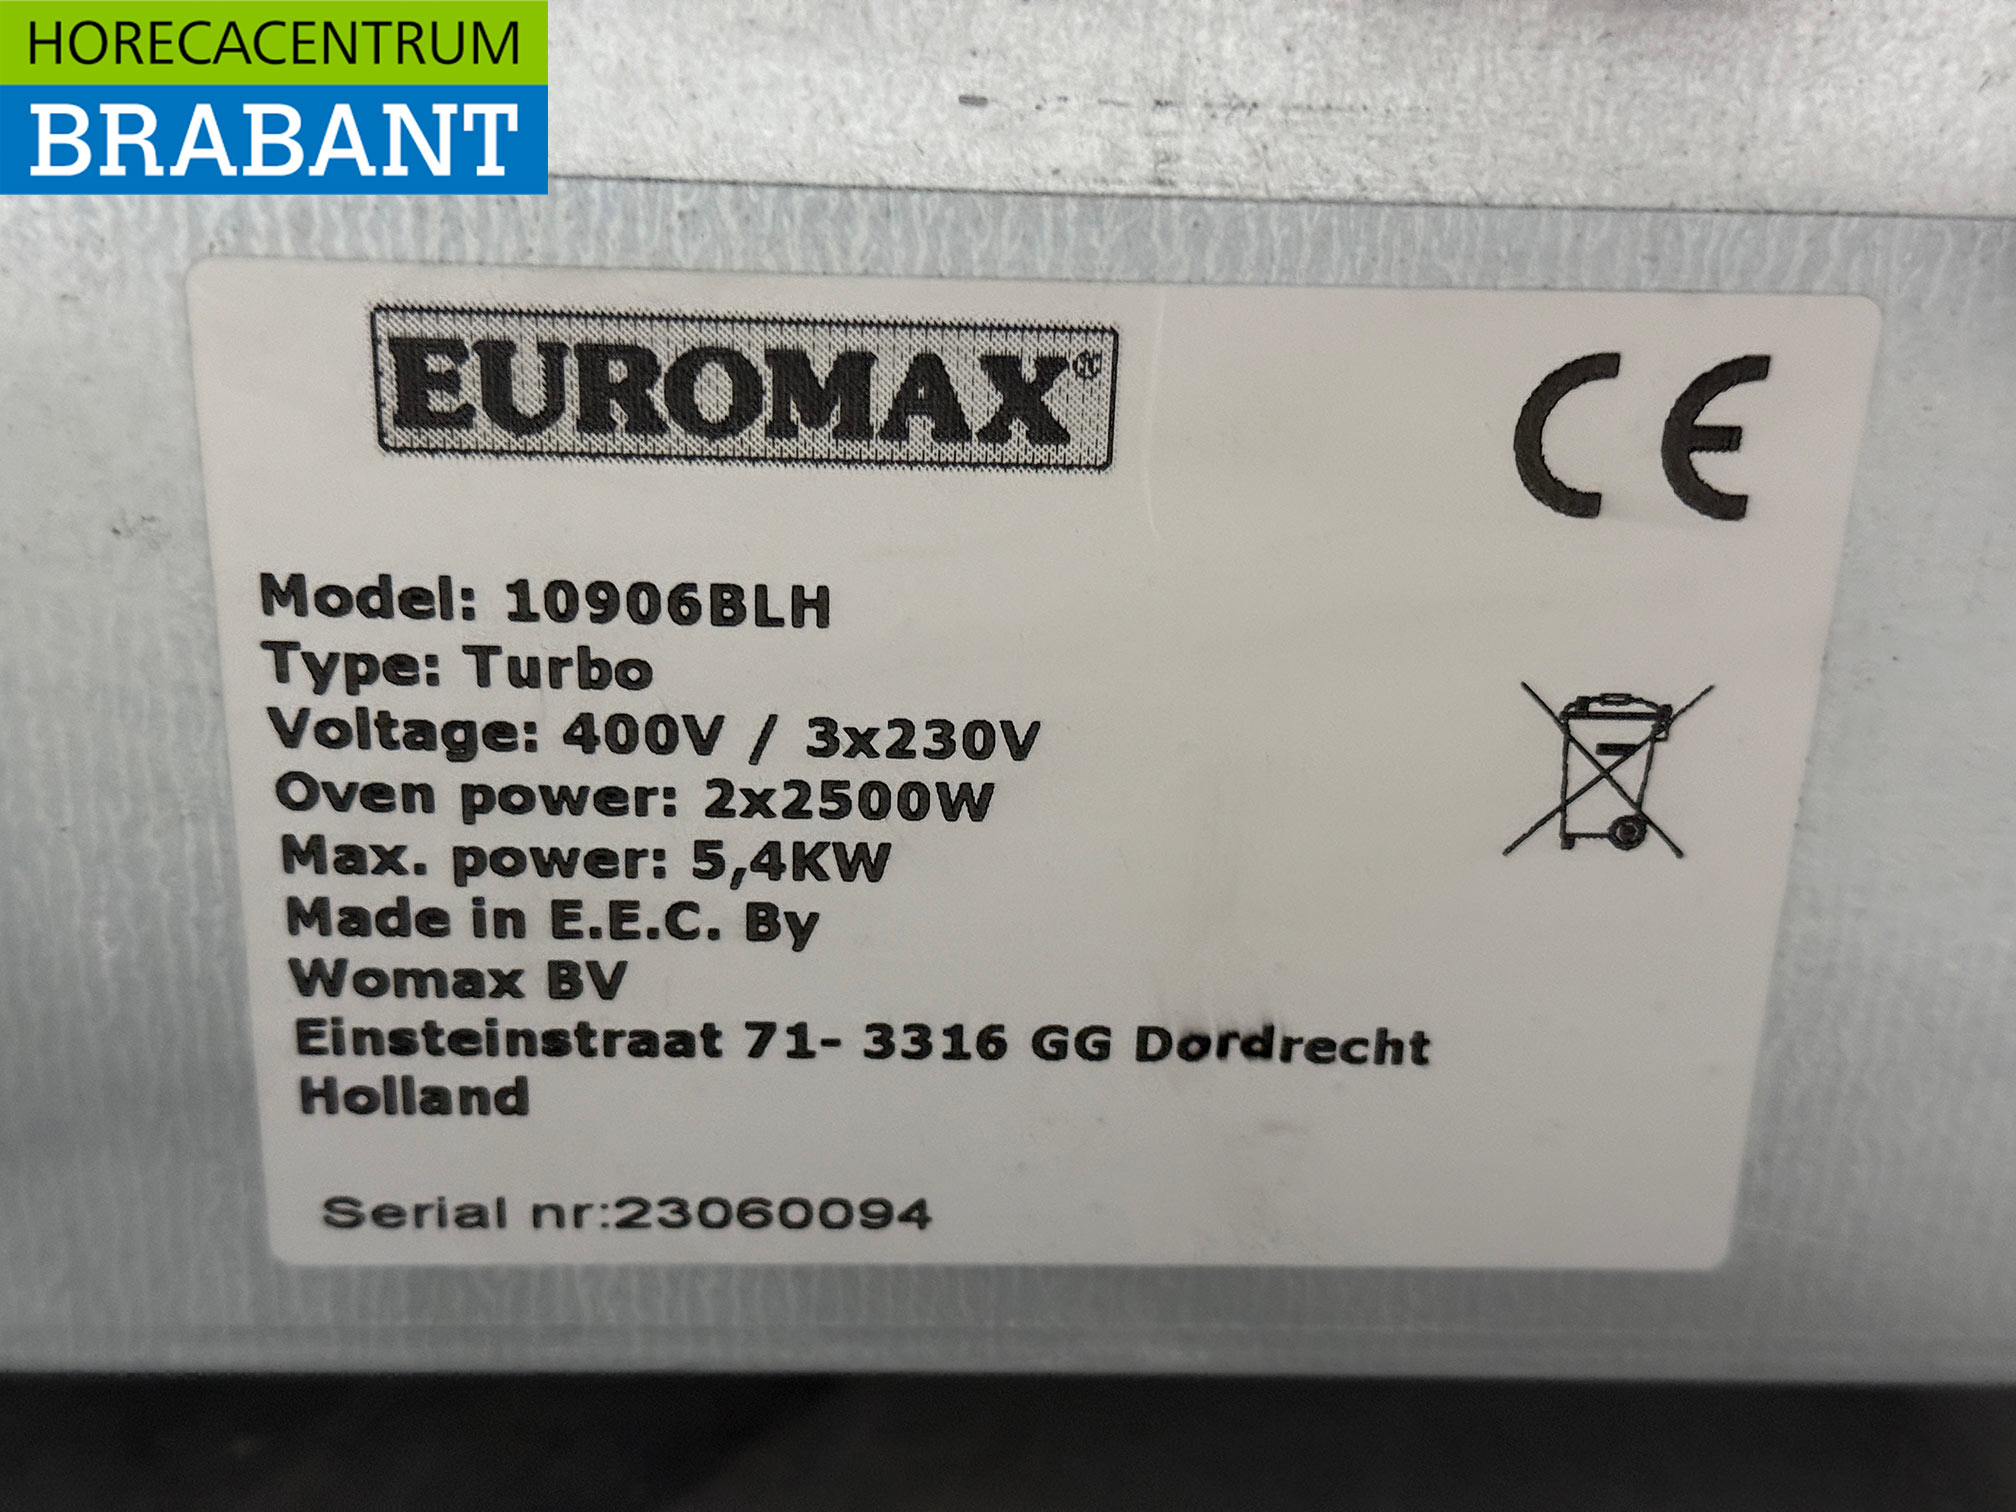 HORECACENTRUM
BRABANT
EUROMAX
CE
Model: 10906BLH
Type: Turbo
Voltage: 400V / 3x230V
Oven power: 2x2500W
Max. power: 5,4KW
Made in E.E.C. By
Womax BV
Einsteinstraat 71- 3316 GG Dordrecht
Holland
Serial nr:23060094